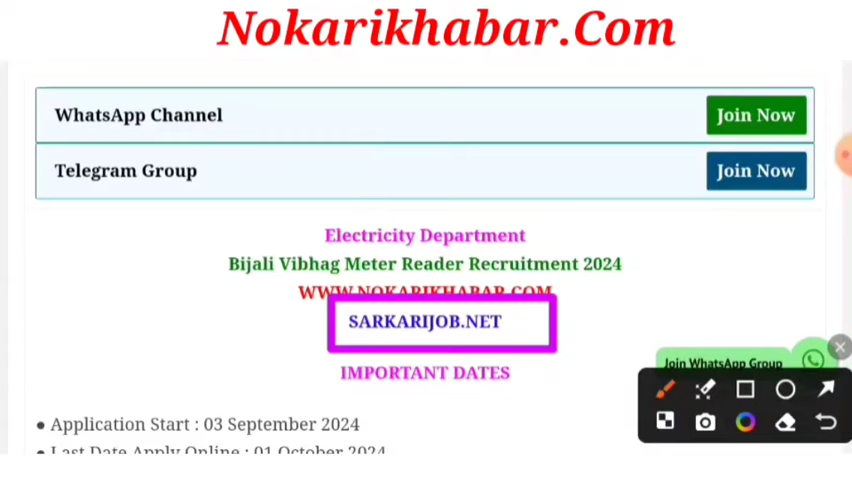 Nokarikhabar.Com
WhatsApp Channel
Join Now
Telegram Group
Join Now
Electricity Department
Bijali Vibhag Meter Reader Recruitment 2024
WWW.NOKARIKHABAR.COM
SARKARIJOB.NET
IMPORTANT DATES
Join WhatsApp Group
• Application Start : 03 September 2024
• Last Date Apply Online : 01 October 2024